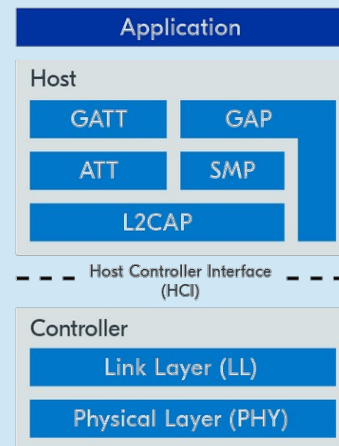 Application
Host
GATT GAP
ATT SMP
L2CAP
Host Controller Interface
(HCI)
Controller
Link Layer (LL)
Physical Layer (PHY)